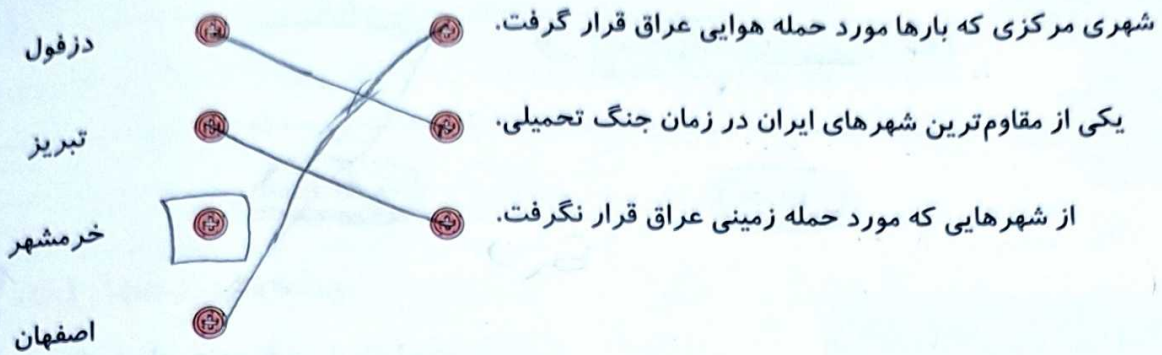 شهری مرکزی که بارها مورد حمله هوایی عراق قرار گرفت.
دزفول
یکی از مقاوم‌ترین شهرهای ایران در زمان جنگ تحمیلی.
تبریز
از شهرهایی که مورد حمله زمینی عراق قرار نگرفت.
خرمشهر
اصفهان